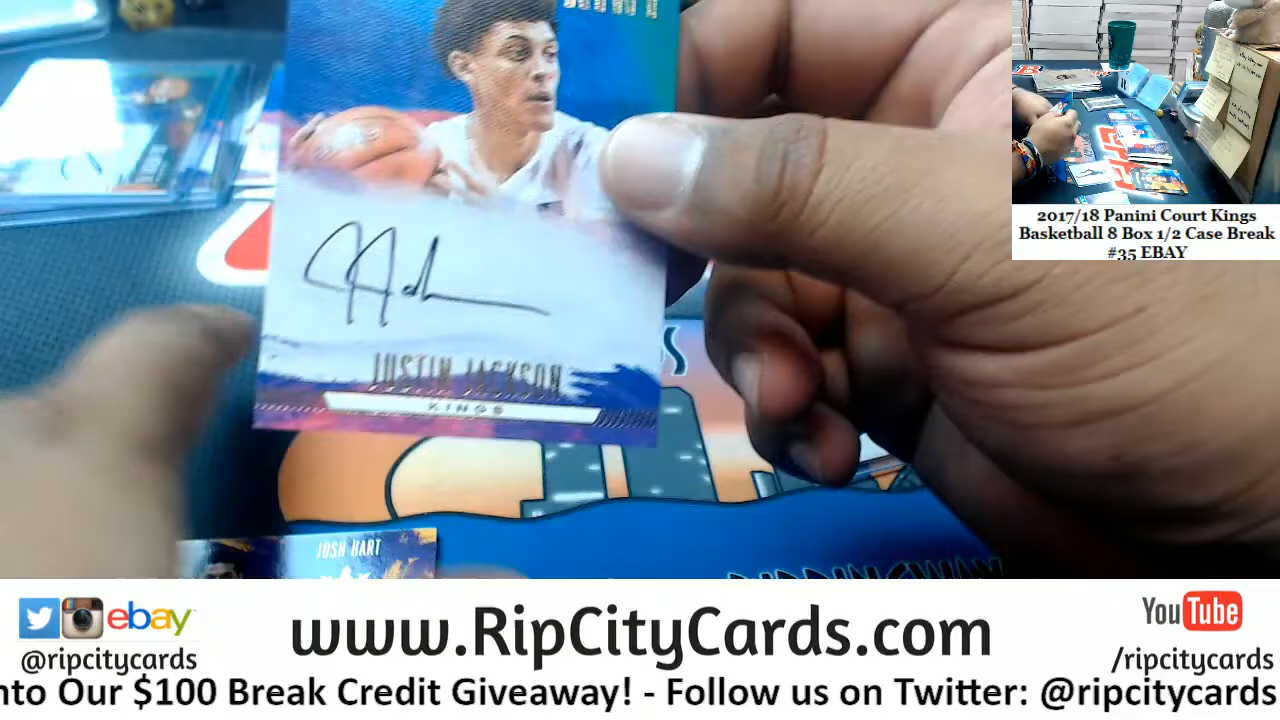 JUSTIN JACKSON
KINGS
JOSH HART
2017/18 Panini Court Kings
Basketball 8 Box 1/2 Case Break
#35 EBAY
ebay
@ripcitycards
www.RipCityCards.com
YouTube
/ripcitycards
nto Our $100 Break Credit Giveaway! - Follow us on Twitter: @ripcitycards